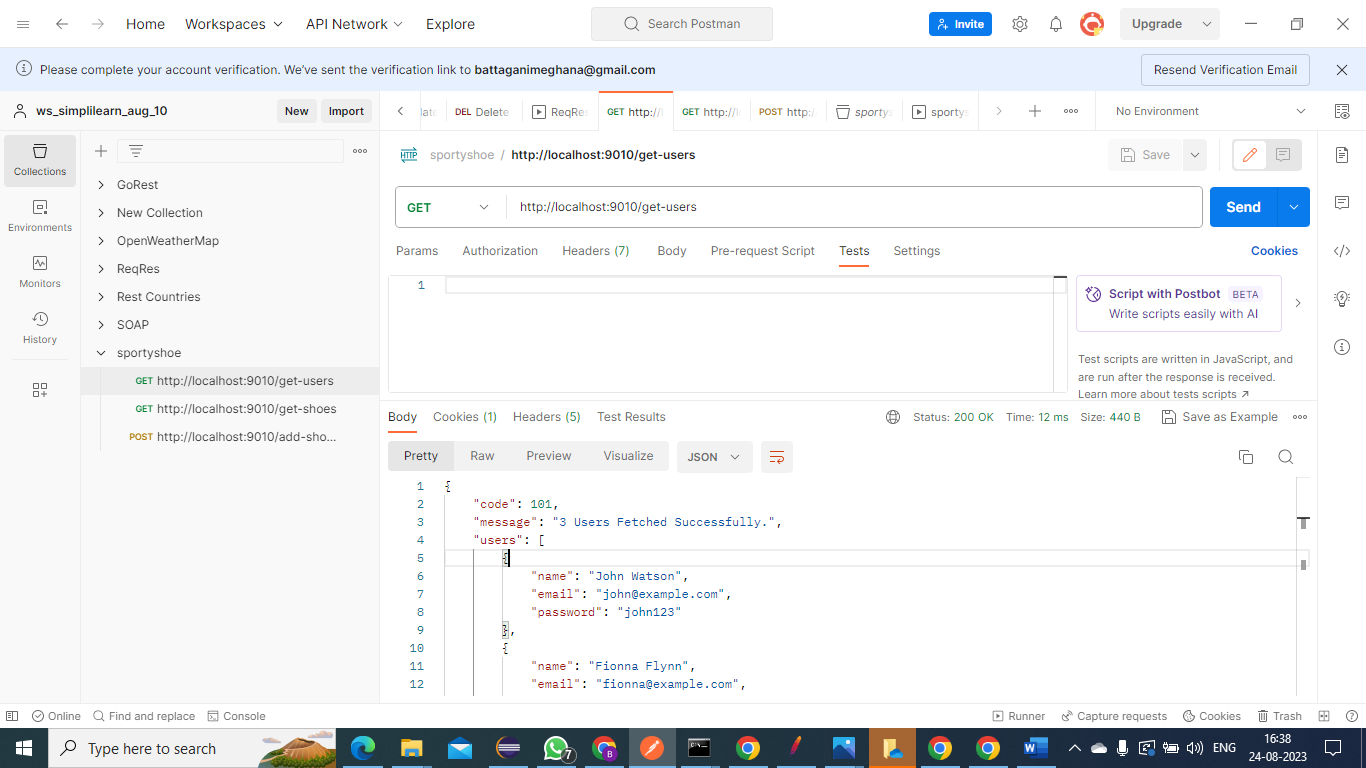 Home Workspaces API Network Explore Search Postman Invite Upgrade
Please complete your account verification. We've sent the verification link to battaganimeghana@gmail.com Resend Verification Email
ws_simplilearn_aug_10 New Import DEL Delete ReqRes GET http:// GET http:// POST http: sportys sportys No Environment
Collections
Environments
Monitors
History
GoRest
New Collection
OpenWeatherMap
ReqRes
Rest Countries
SOAP
sportyshoe
GET http://localhost:9010/get-users
GET http://localhost:9010/get-shoes
POST http://localhost:9010/add-sho...
HTTP sportyshoe / http://localhost:9010/get-users Save
GET http://localhost:9010/get-users Send
Params Authorization Headers (7) Body Pre-request Script Tests Settings Cookies
1
Script with Postbot BETA
Write scripts easily with AI
Test scripts are written in JavaScript, and
are run after the response is received.
Learn more about tests scripts ↗
Body Cookies (1) Headers (5) Test Results Status: 200 OK Time: 12 ms Size: 440 B Save as Example
Pretty Raw Preview Visualize JSON
1 {
2 "code": 101,
3 "message": "3 Users Fetched Successfully.",
4 "users": [
5 {
6 "name": "John Watson",
7 "email": "john@example.com",
8 "password": "john123"
9 },
10 {
11 "name": "Fionna Flynn",
12 "email": "fionna@example.com",
Online Find and replace Console Runner Capture requests Cookies Trash
Type here to search 7 B ENG 16:38
24-08-2023